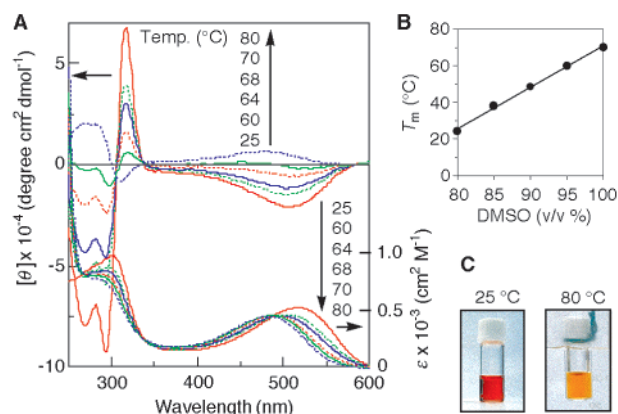 A
B
C
Temp. (°C)
80
70
68
64
60
25
25
60
64
68
70
80
5
0
-5
-10
[θ] x 10⁻⁴ (degree cm² dmol⁻¹)
1.0
0.5
0
ε x 10⁻³ (cm² M⁻¹)
300
400
500
600
Wavelength (nm)
80
60
40
20
0
Tₘ (°C)
80 85 90 95 100
DMSO (v/v %)
25 °C
80 °C